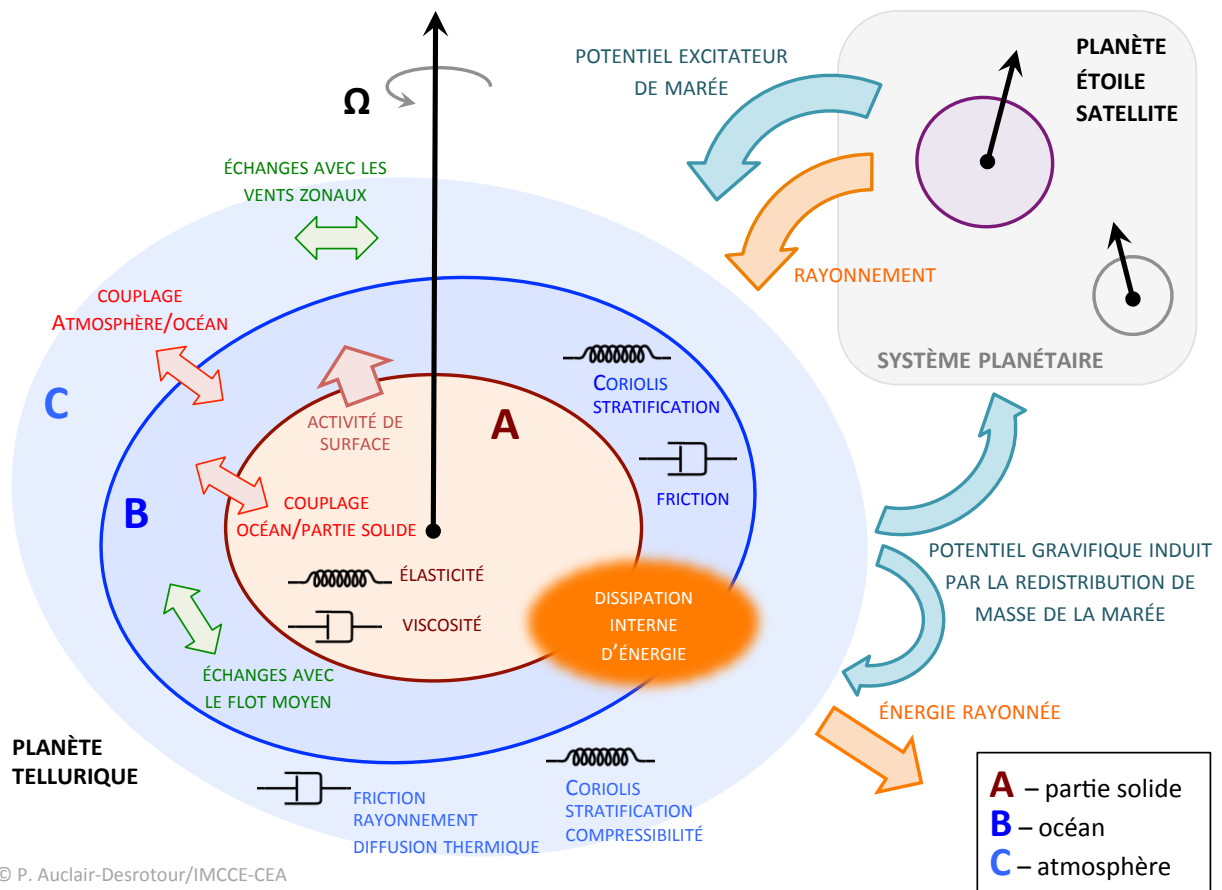 POTENTIEL EXCITATEUR
DE MARÉE
PLANÈTE
ÉTOILE
SATELLITE
Ω
ÉCHANGES AVEC LES
VENTS ZONAUX
RAYONNEMENT
COUPLAGE
ATMOSPHÈRE/OCÉAN
SYSTÈME PLANÉTAIRE
CORIOLIS
STRATIFICATION
C
ACTIVITÉ DE
SURFACE
A
B
FRICTION
COUPLAGE
OCÉAN/PARTIE SOLIDE
POTENTIEL GRAVIFIQUE INDUIT
PAR LA REDISTRIBUTION DE
MASSE DE LA MARÉE
ÉLASTICITÉ
VISCOSITÉ
DISSIPATION
INTERNE
D'ÉNERGIE
ÉCHANGES AVEC
LE FLOT MOYEN
ÉNERGIE RAYONNÉE
PLANÈTE
TELLURIQUE
FRICTION
RAYONNEMENT
DIFFUSION THERMIQUE
CORIOLIS
STRATIFICATION
COMPRESSIBILITÉ
A – partie solide
B – océan
C – atmosphère
© P. Auclair-Desrotour/IMCCE-CEA